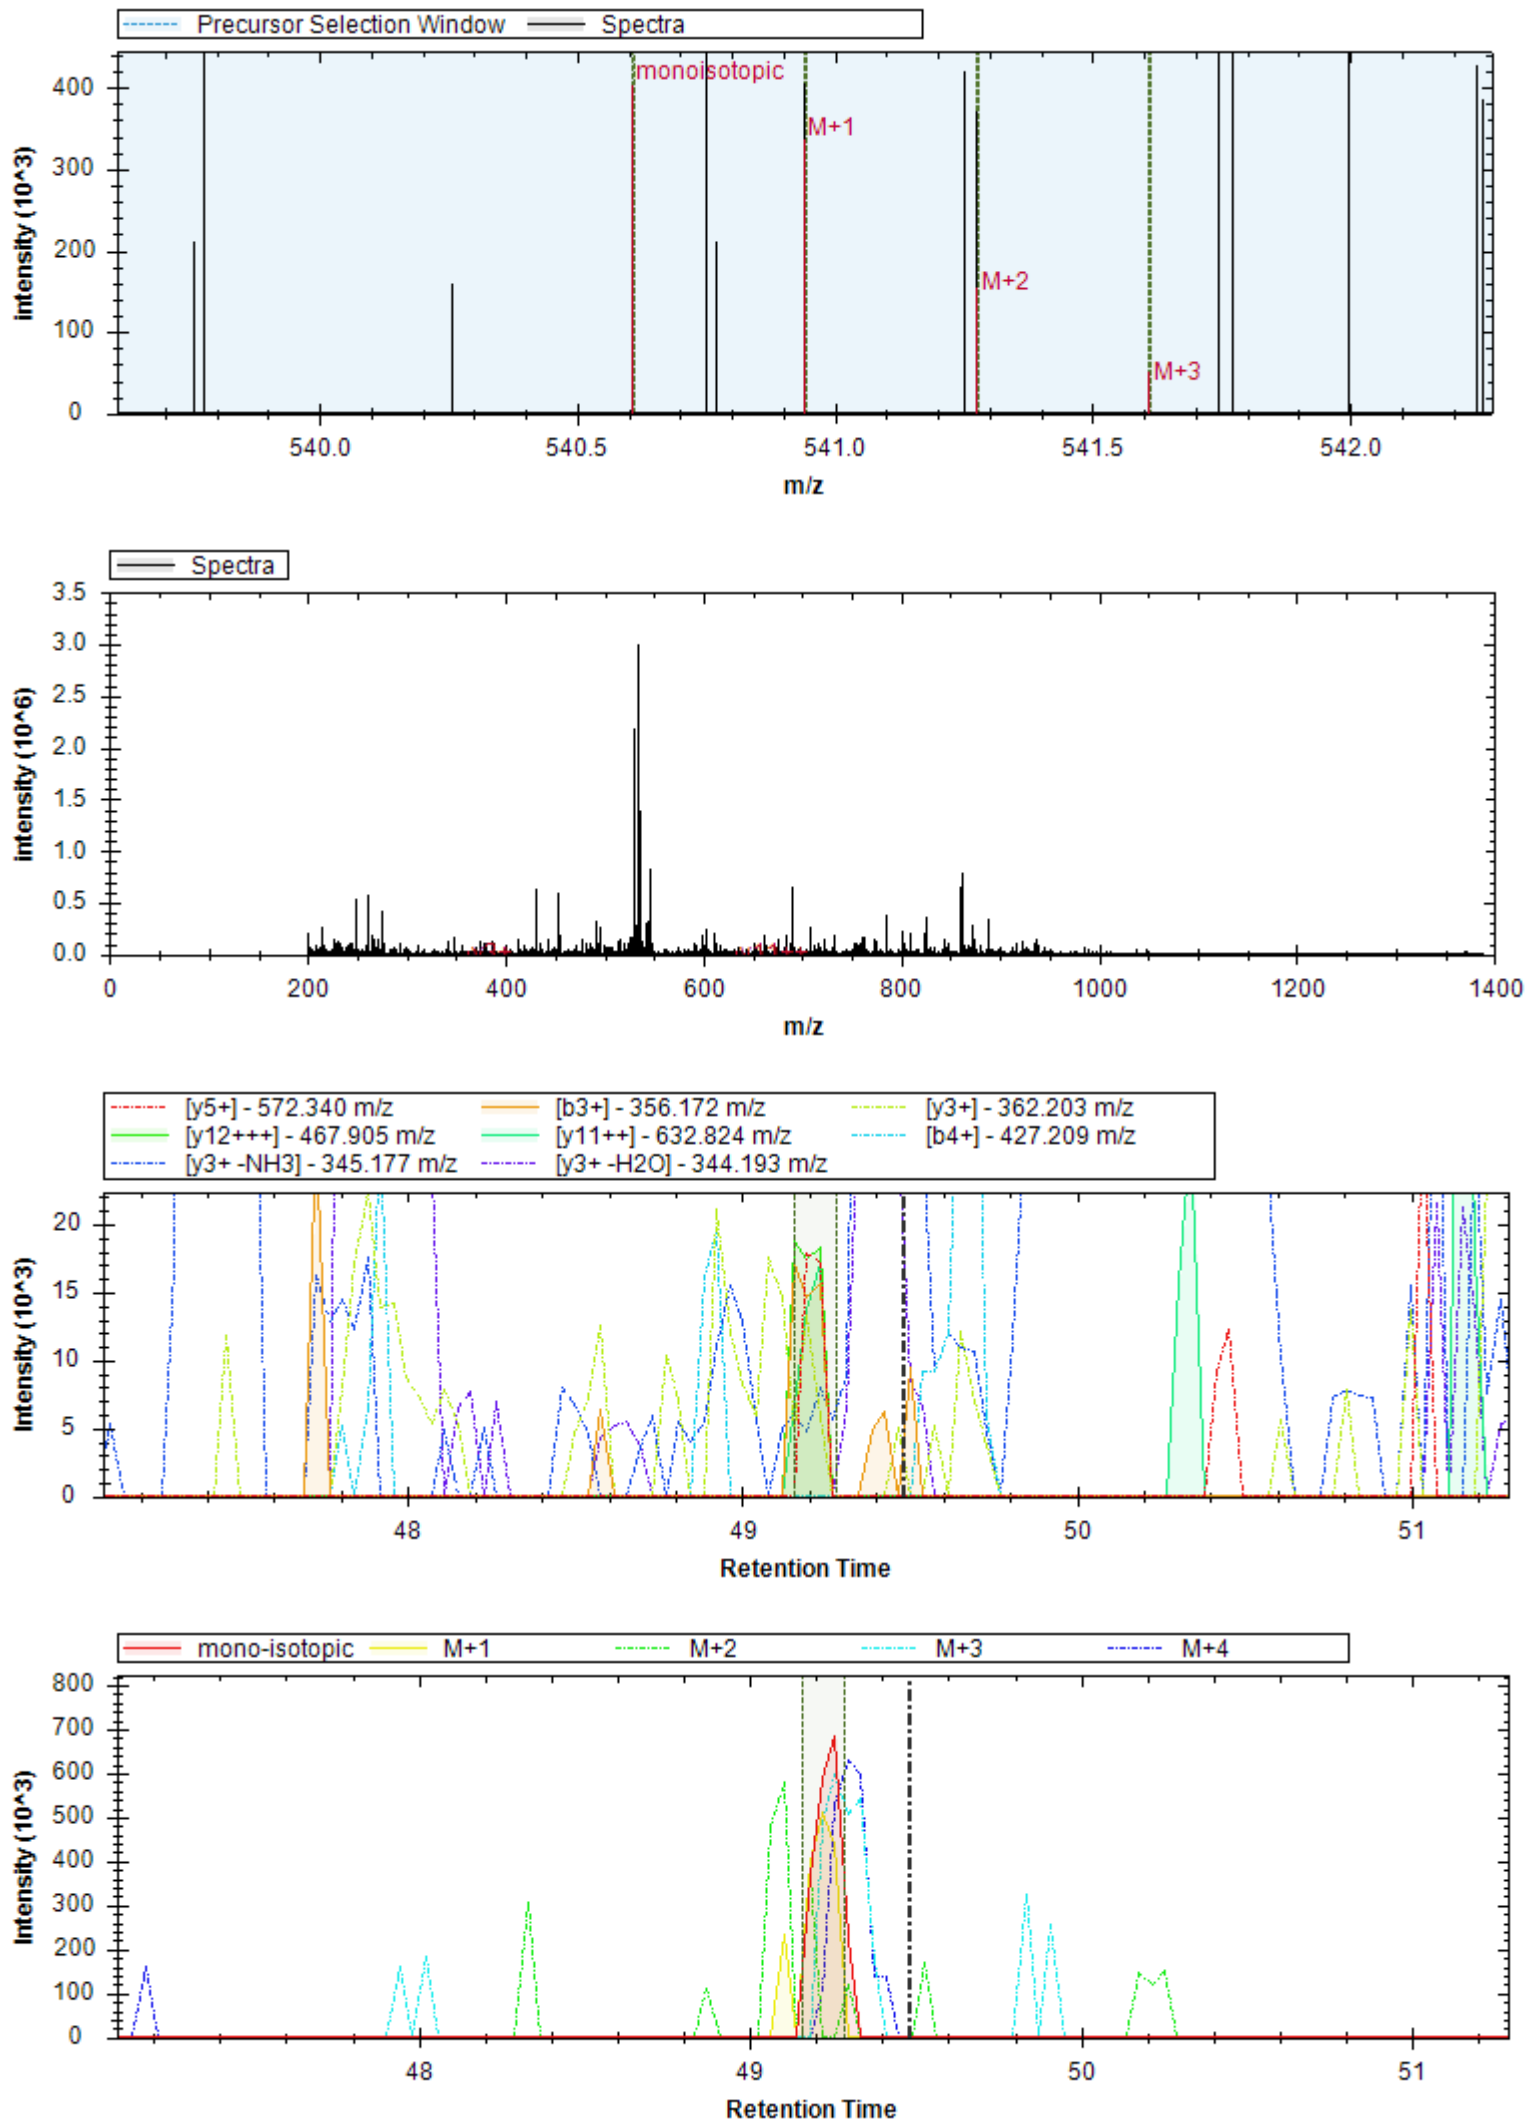 Precursor Selection Window Spectra
monoisotopic
M+1
M+2
M+3
400
300
200
100
0
intensity (10^3)
540.0 540.5 541.0 541.5 542.0
m/z
Spectra
3.5
3.0
2.5
2.0
1.5
1.0
0.5
0.0
intensity (10^6)
0 200 400 600 800 1000 1200 1400
m/z
[y5+] - 572.340 m/z [b3+] - 356.172 m/z [y3+] - 362.203 m/z
[y12+++] - 467.905 m/z [y11++] - 632.824 m/z [b4+] - 427.209 m/z
[y3+ -NH3] - 345.177 m/z [y3+ -H2O] - 344.193 m/z
20
15
10
5
0
Intensity (10^3)
48 49 50 51
Retention Time
mono-isotopic M+1 M+2 M+3 M+4
800
700
600
500
400
300
200
100
0
Intensity (10^3)
48 49 50 51
Retention Time